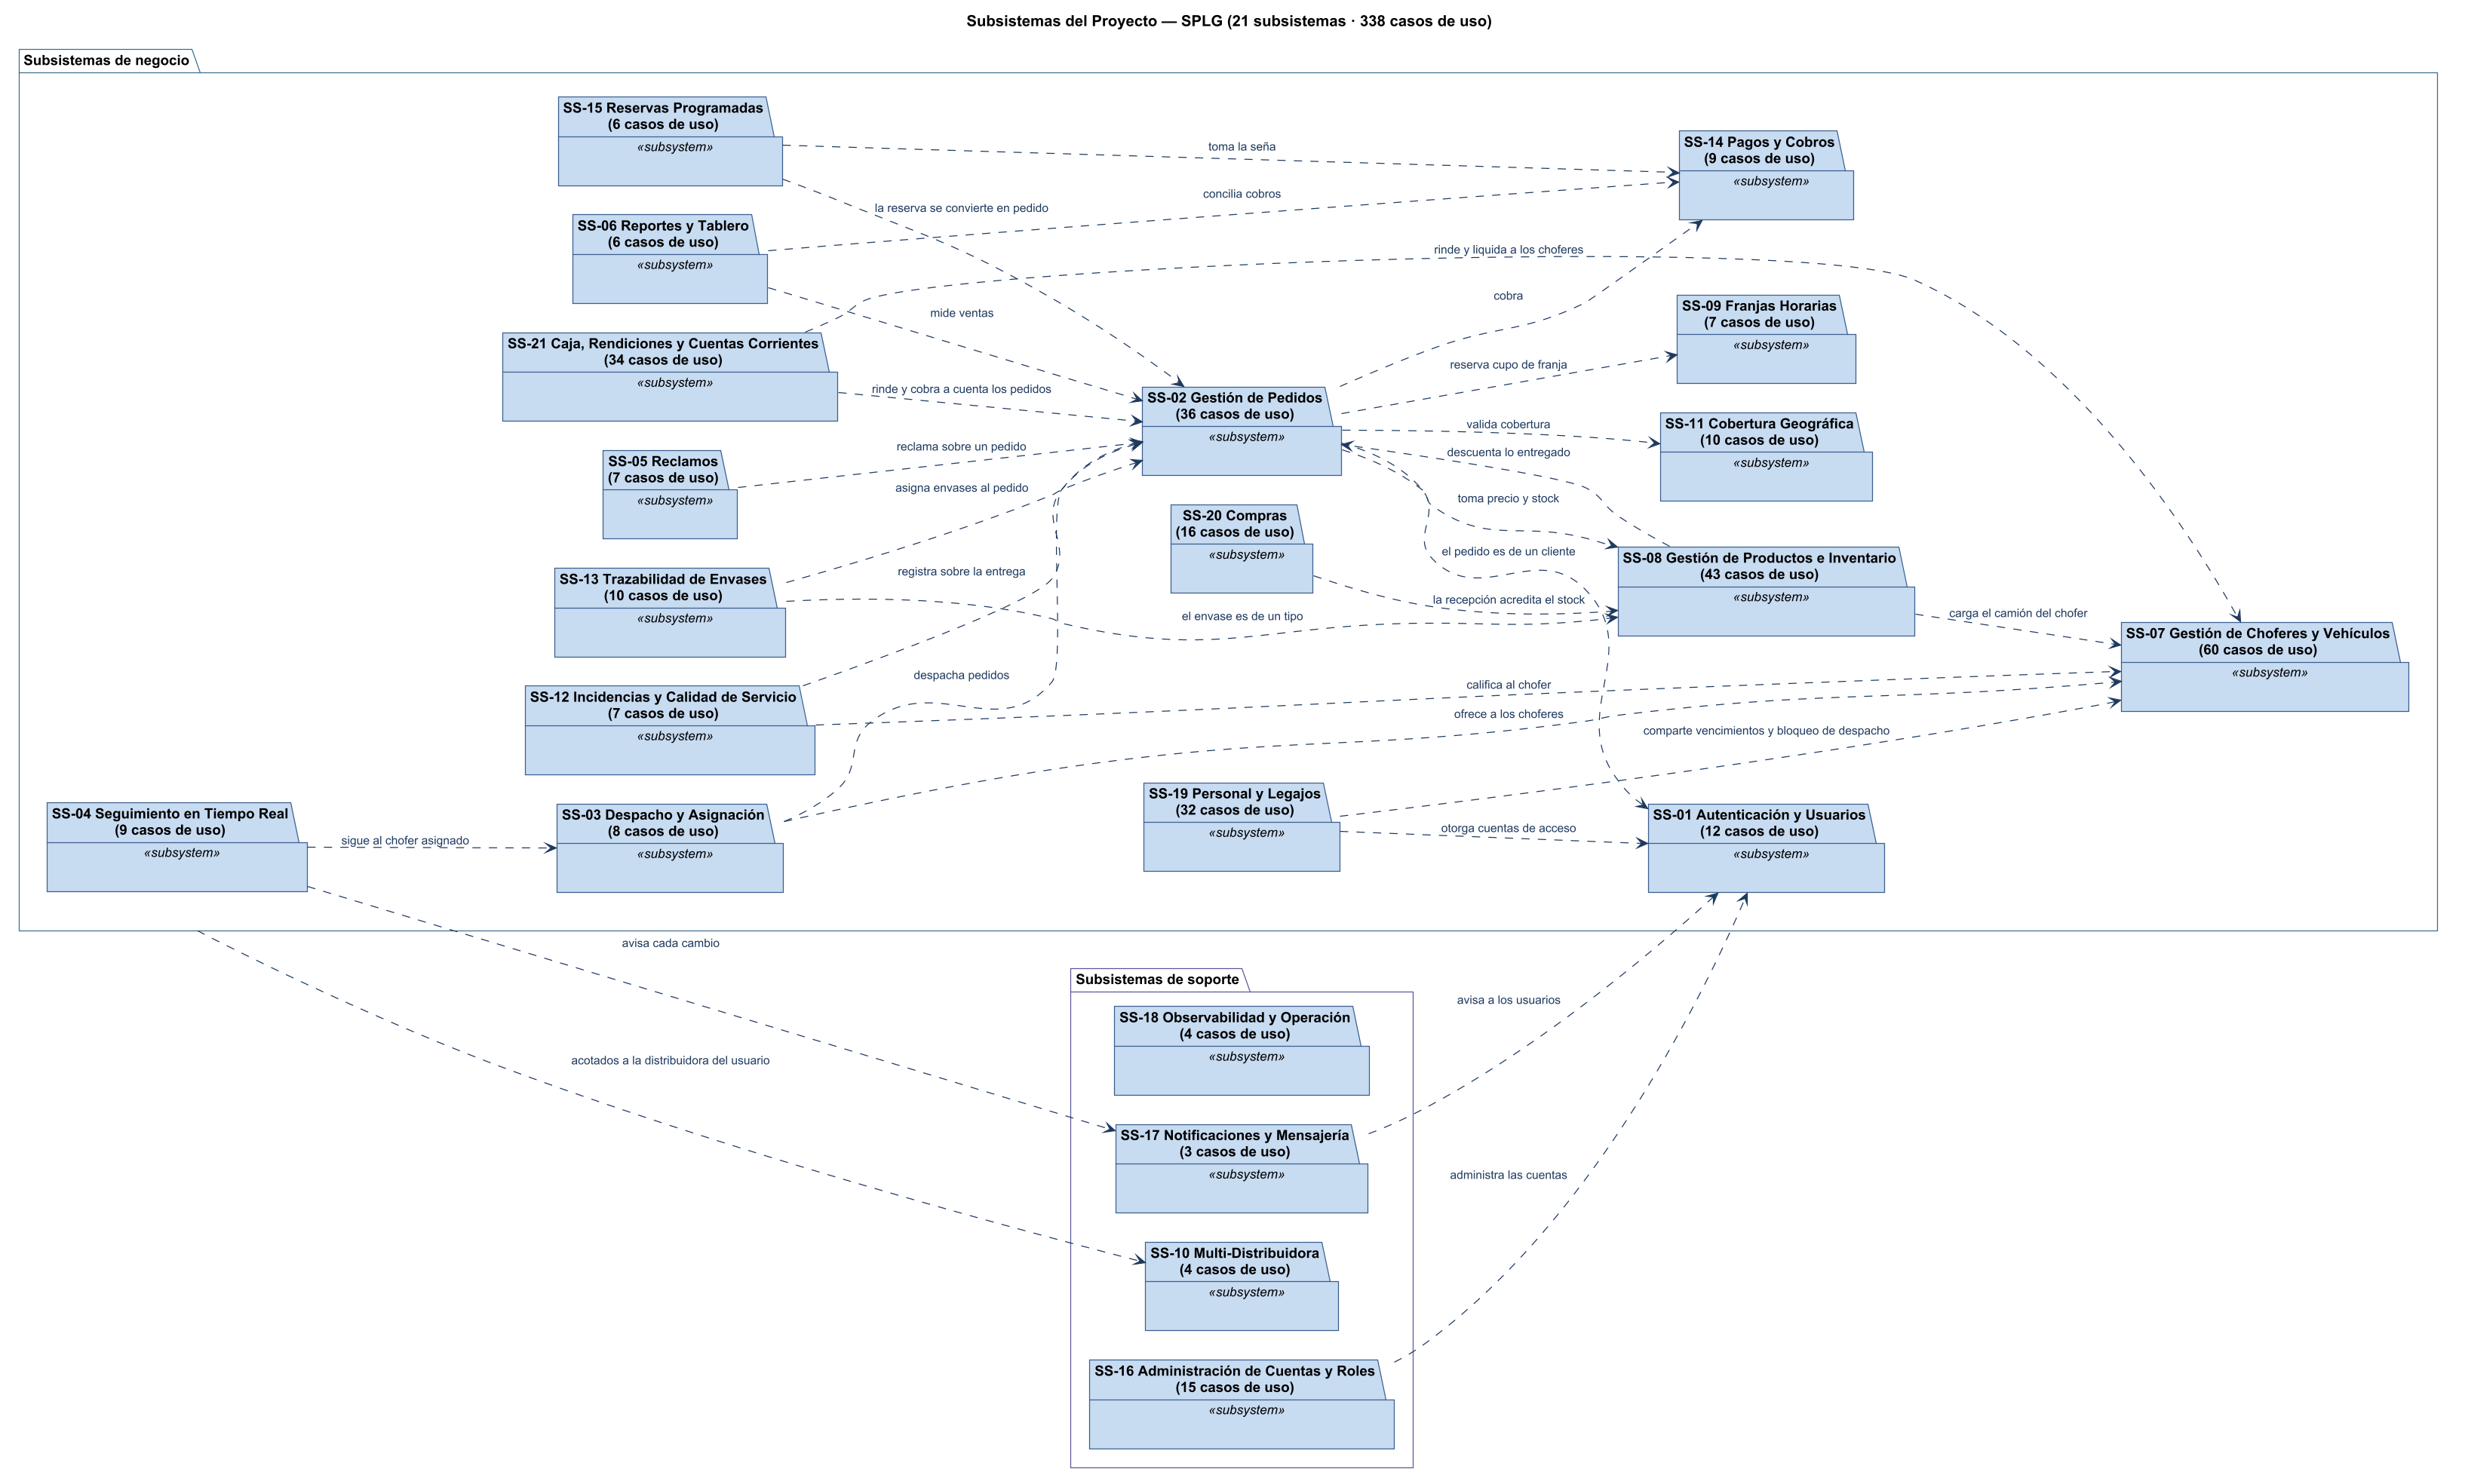 Subsistemas del Proyecto — SPLG (21 subsistemas · 338 casos de uso)
Subsistemas de negocio
SS-15 Reservas Programadas
(6 casos de uso)
«subsystem»
SS-14 Pagos y Cobros
(9 casos de uso)
«subsystem»
toma la seña
concilia cobros
la reserva se convierte en pedido
SS-06 Reportes y Tablero
(6 casos de uso)
«subsystem»
rinde y liquida a los choferes
cobra
mide ventas
SS-09 Franjas Horarias
(7 casos de uso)
«subsystem»
SS-21 Caja, Rendiciones y Cuentas Corrientes
(34 casos de uso)
«subsystem»
rinde y cobra a cuenta los pedidos
reserva cupo de franja
SS-02 Gestión de Pedidos
(36 casos de uso)
«subsystem»
valida cobertura
SS-11 Cobertura Geográfica
(10 casos de uso)
«subsystem»
SS-05 Reclamos
(7 casos de uso)
«subsystem»
reclama sobre un pedido
descuenta lo entregado
asigna envases al pedido
toma precio y stock
SS-20 Compras
(16 casos de uso)
«subsystem»
el pedido es de un cliente
SS-08 Gestión de Productos e Inventario
(43 casos de uso)
«subsystem»
SS-13 Trazabilidad de Envases
(10 casos de uso)
«subsystem»
registra sobre la entrega
la recepción acredita el stock
el envase es de un tipo
carga el camión del chofer
SS-07 Gestión de Choferes y Vehículos
(60 casos de uso)
«subsystem»
despacha pedidos
SS-12 Incidencias y Calidad de Servicio
(7 casos de uso)
«subsystem»
califica al chofer
ofrece a los choferes
comparte vencimientos y bloqueo de despacho
SS-19 Personal y Legajos
(32 casos de uso)
«subsystem»
SS-04 Seguimiento en Tiempo Real
(9 casos de uso)
«subsystem»
sigue al chofer asignado
SS-03 Despacho y Asignación
(8 casos de uso)
«subsystem»
otorga cuentas de acceso
SS-01 Autenticación y Usuarios
(12 casos de uso)
«subsystem»
avisa cada cambio
Subsistemas de soporte
avisa a los usuarios
SS-18 Observabilidad y Operación
(4 casos de uso)
«subsystem»
acotados a la distribuidora del usuario
SS-17 Notificaciones y Mensajería
(3 casos de uso)
«subsystem»
administra las cuentas
SS-10 Multi-Distribuidora
(4 casos de uso)
«subsystem»
SS-16 Administración de Cuentas y Roles
(15 casos de uso)
«subsystem»